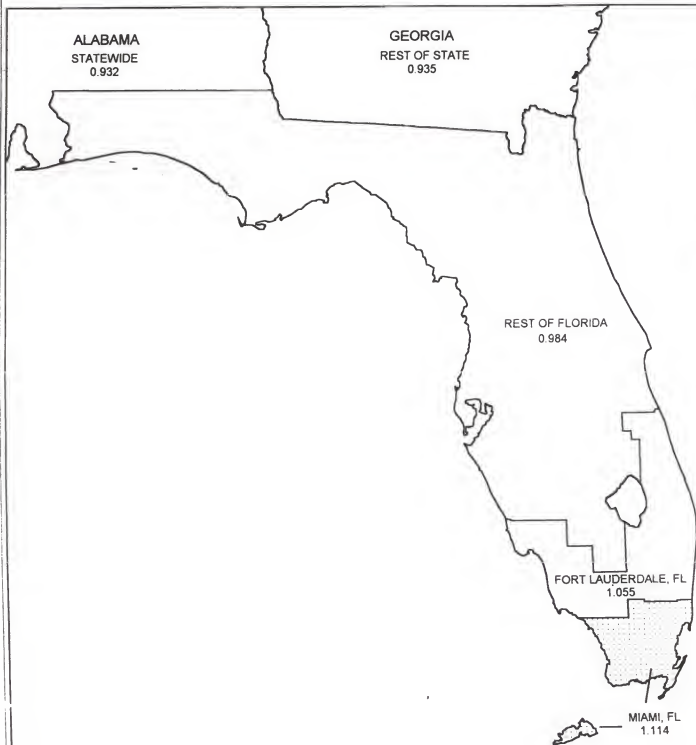 ALABAMA
STATEWIDE
0.932
GEORGIA
REST OF STATE
0.935
REST OF FLORIDA
0.984
FORT LAUDERDALE, FL
1.055
MIAMI, FL
1.114